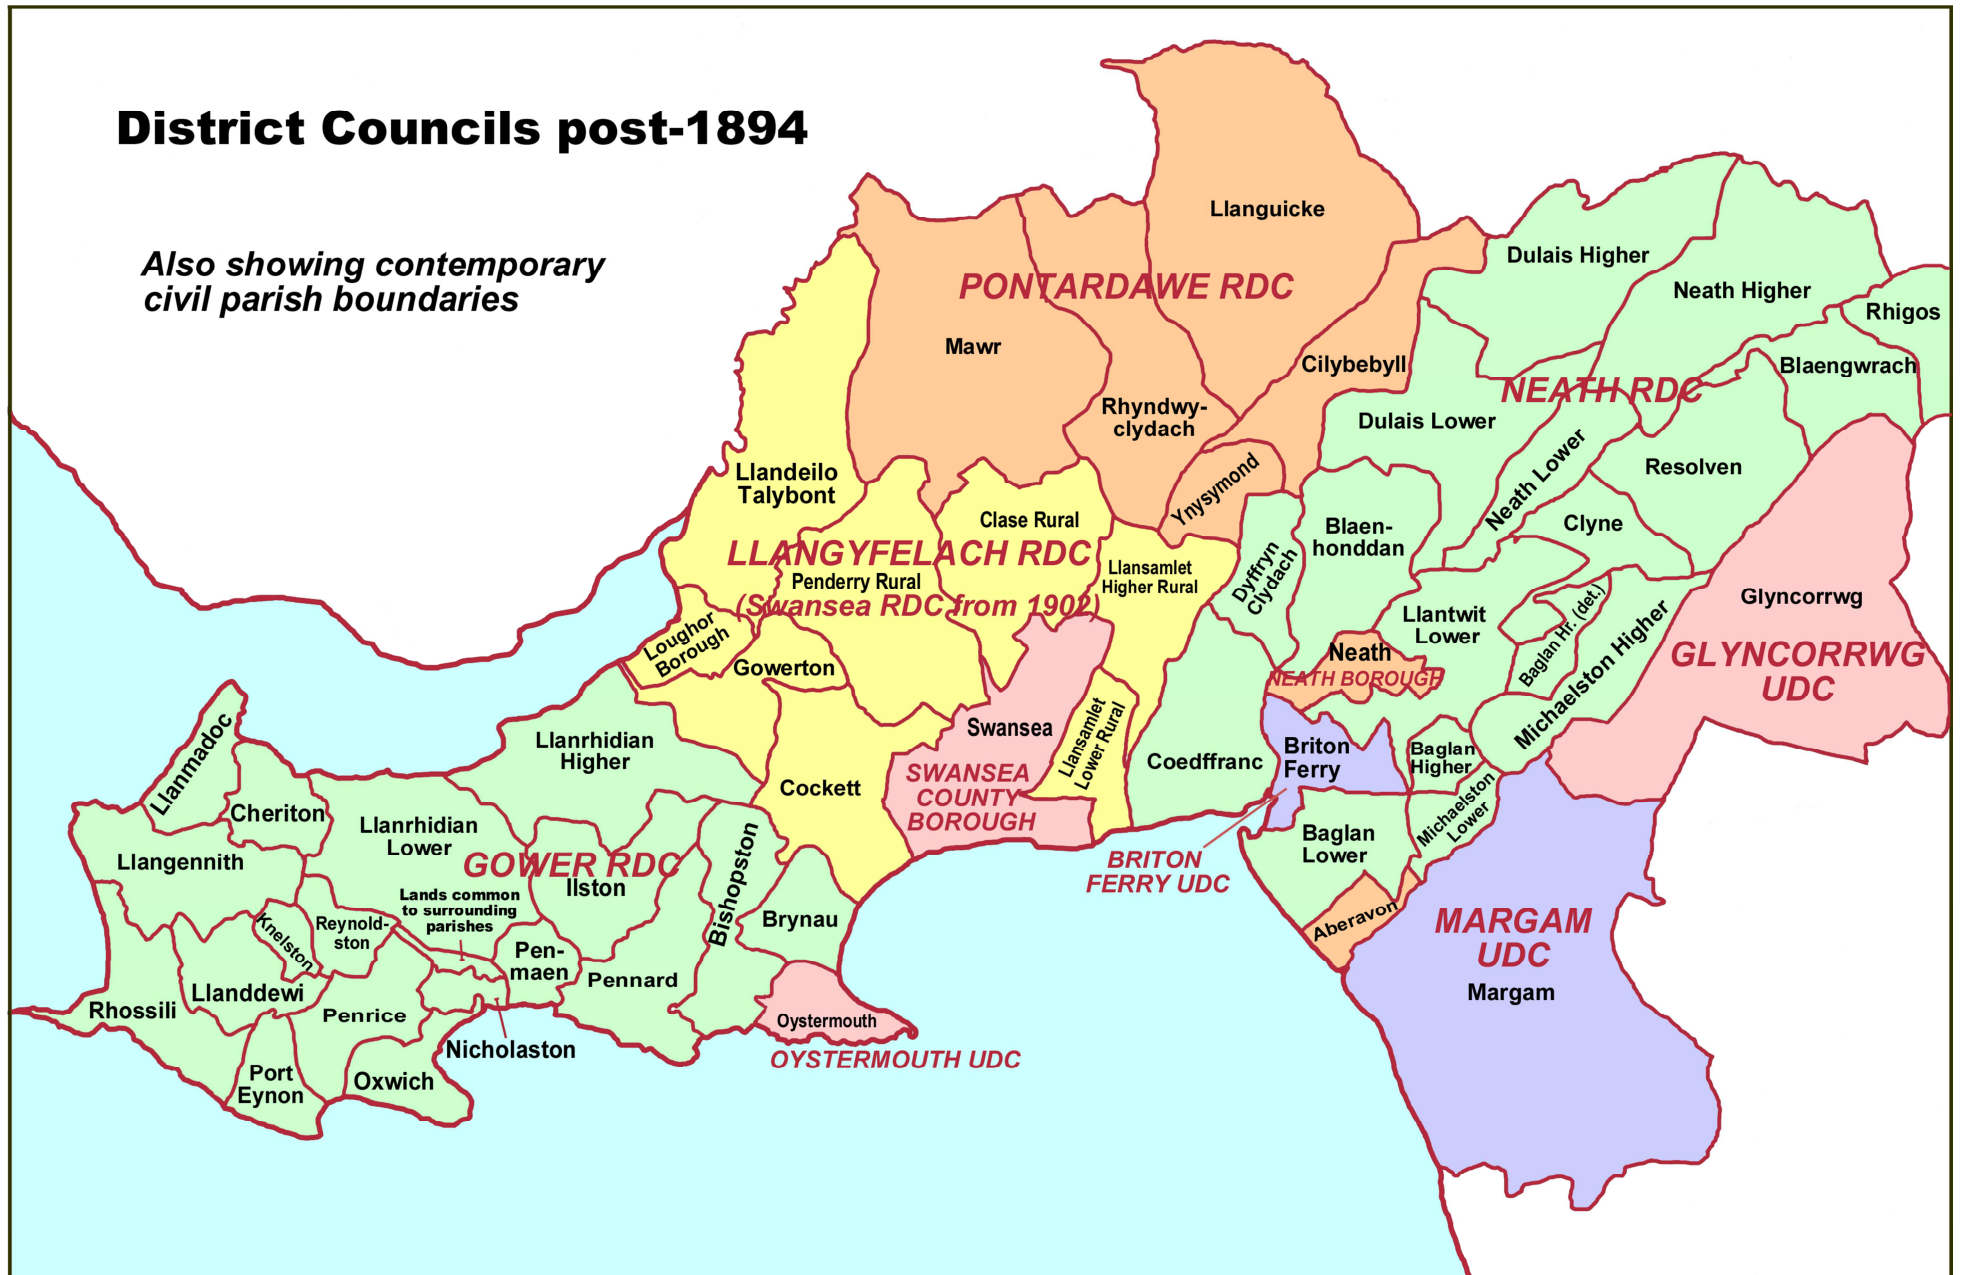 District Councils post-1894
Also showing contemporary
civil parish boundaries
Llanguicke
PONTARDAWE RDC
Mawr
Rhyndwy-
clydach
Cilybebyll
Ynysymond
Dulais Higher
Neath Higher
Rhigos
Blaengwrach
NEATH RDC
Dulais Lower
Neath Lower
Resolven
Clyne
Blaen-
honddan
Dyffryn
Clydach
Llantwit
Lower
Baglan Hr. (det.)
Michaelston Higher
Glyncorrwg
GLYNCORRWG
UDC
Llandeilo
Talybont
Clase Rural
LLANGYFELACH RDC
Penderry Rural
(Swansea RDC from 1902)
Llansamlet
Higher Rural
Loughor
Borough
Gowerton
Neath
NEATH BOROUGH
Swansea
SWANSEA
COUNTY
BOROUGH
Llansamlet
Lower Rural
Coedffranc
Briton
Ferry
BRITON
FERRY UDC
Baglan
Higher
Michaelston
Lower
Baglan
Lower
Aberavon
MARGAM
UDC
Margam
Cockett
Llanrhidian
Higher
Llanmadoc
Cheriton
Llanrhidian
Lower
GOWER RDC
Ilston
Bishopston
Brynau
Llangennith
Lands common
to surrounding
parishes
Knelston
Reynold-
ston
Pen-
maen
Pennard
Llanddewi
Rhossili
Penrice
Nicholaston
Port
Eynon
Oxwich
Oystermouth
OYSTERMOUTH UDC